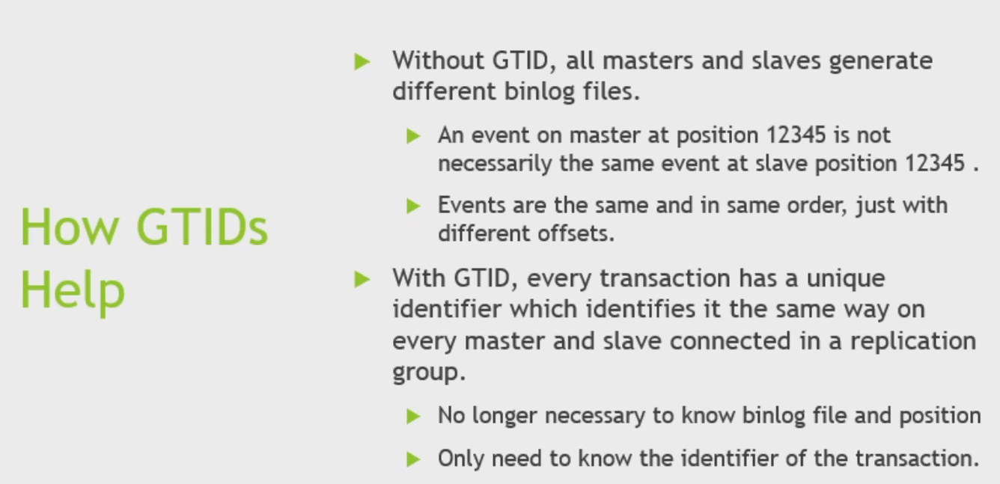 How GTIDs
Help
Without GTID, all masters and slaves generate
different binlog files.
An event on master at position 12345 is not
necessarily the same event at slave position 12345 .
Events are the same and in same order, just with
different offsets.
With GTID, every transaction has a unique
identifier which identifies it the same way on
every master and slave connected in a replication
group.
No longer necessary to know binlog file and position
Only need to know the identifier of the transaction.